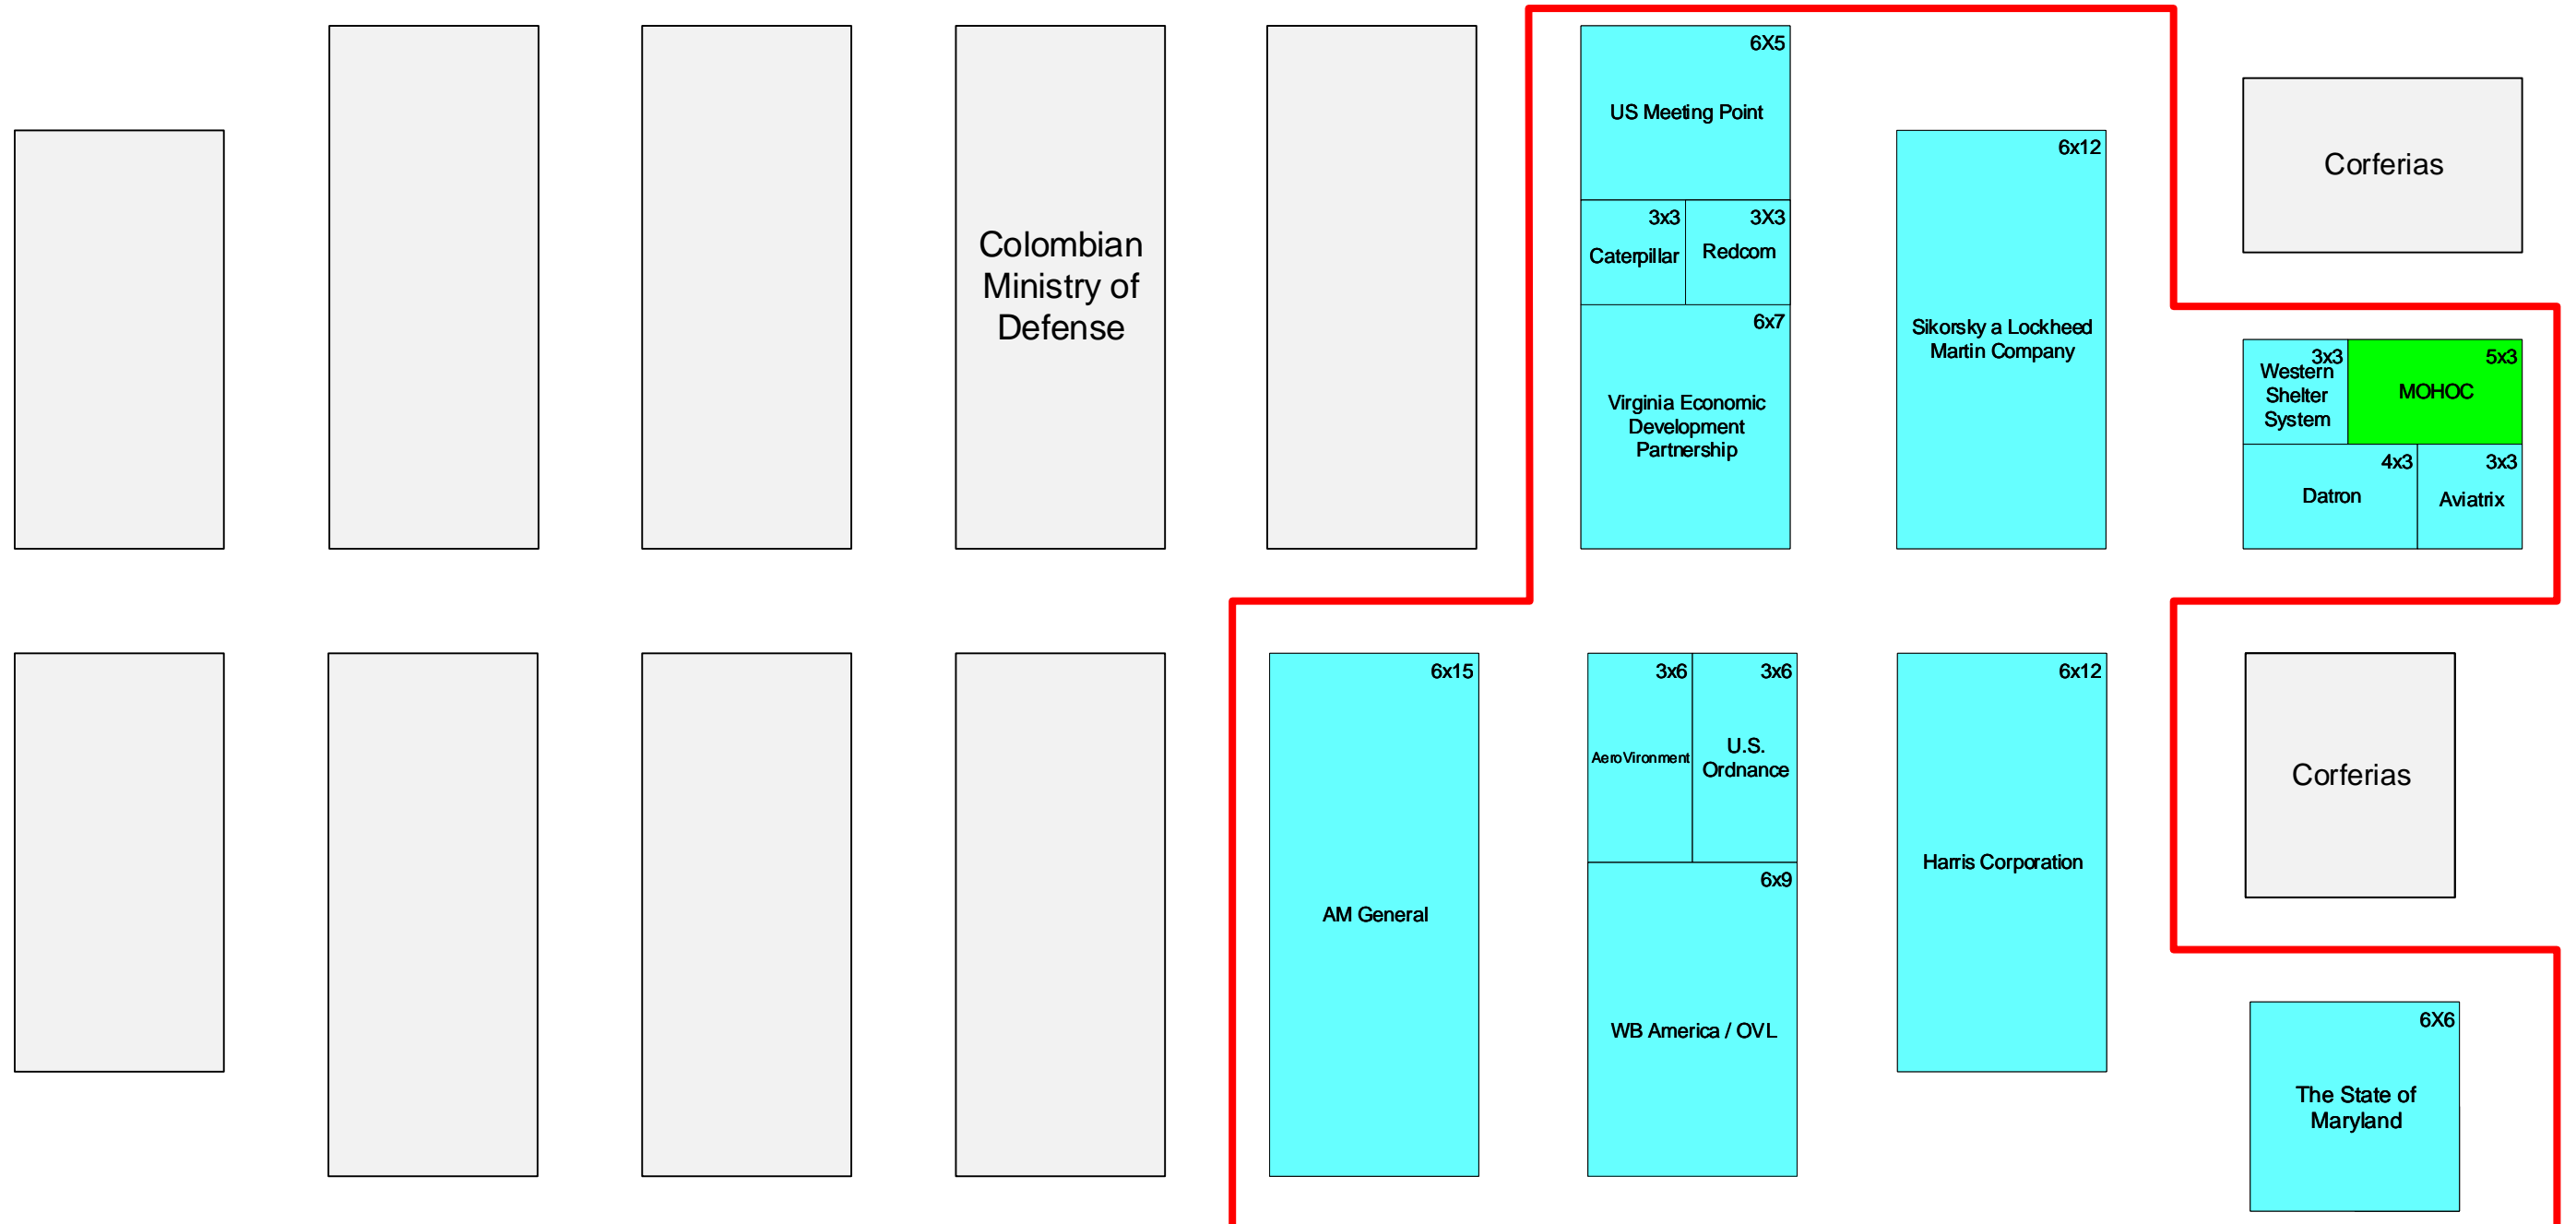 Colombian
Ministry of
Defense
6X5
US Meeting Point
3x3
Caterpillar
3X3
Redcom
6x7
Virginia Economic
Development
Partnership
6x12
Sikorsky a Lockheed
Martin Company
Corferias
3x3
Western
Shelter
System
5x3
MOHOC
4x3
Datron
3x3
Aviatrix
6x15
AM General
3x6
AeroVironment
3x6
U.S.
Ordnance
6x9
WB America / OVL
6x12
Harris Corporation
Corferias
6X6
The State of
Maryland